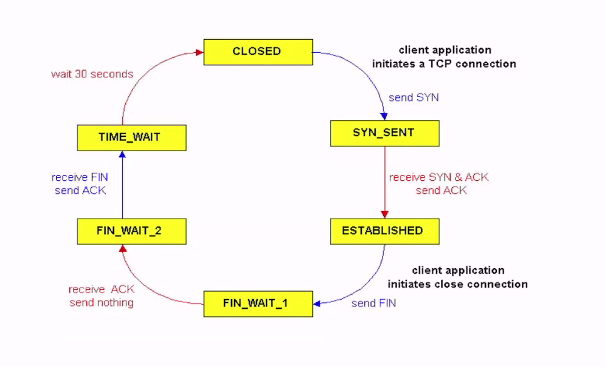 CLOSED
client application
initiates a TCP connection
wait 30 seconds
send SYN
TIME_WAIT
SYN_SENT
receive FIN
send ACK
receive SYN & ACK
send ACK
FIN_WAIT_2
ESTABLISHED
client application
initiates close connection
receive ACK
send nothing
FIN_WAIT_1
send FIN